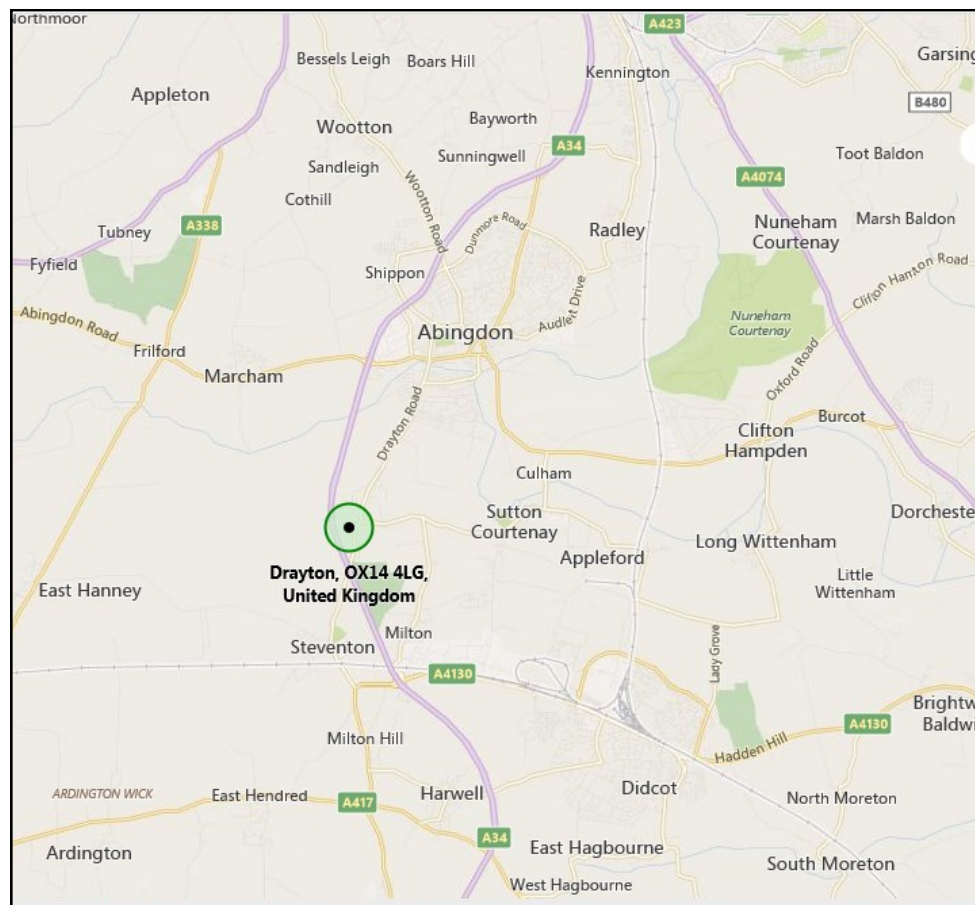 Northmoor
A423
Bessels Leigh
Boars Hill
Garsing
Kennington
Appleton
B480
Wootton
Bayworth
Sandleigh
Sunningwell
A34
Toot Baldon
Cothill
Wootton Road
A4074
A338
Dunmore Road
Radley
Nuneham
Courtenay
Marsh Baldon
Tubney
Fyfield
Shippon
Clifton Hampton Road
Audlett Drive
Abingdon Road
Abingdon
Nuneham
Courtenay
Frilford
Marcham
Oxford Road
Drayton Road
Burcot
Clifton
Hampden
Culham
Sutton
Courtenay
Dorchester
Long Wittenham
Appleford
Drayton, OX14 4LG,
United Kingdom
East Hanney
Little
Wittenham
Milton
Steventon
Lady Grove
A4130
Brightw
Baldwi
A4130
Milton Hill
Hadden Hill
ARDINGTON WICK
East Hendred
A417
Harwell
Didcot
North Moreton
A34
Ardington
East Hagbourne
South Moreton
West Hagbourne